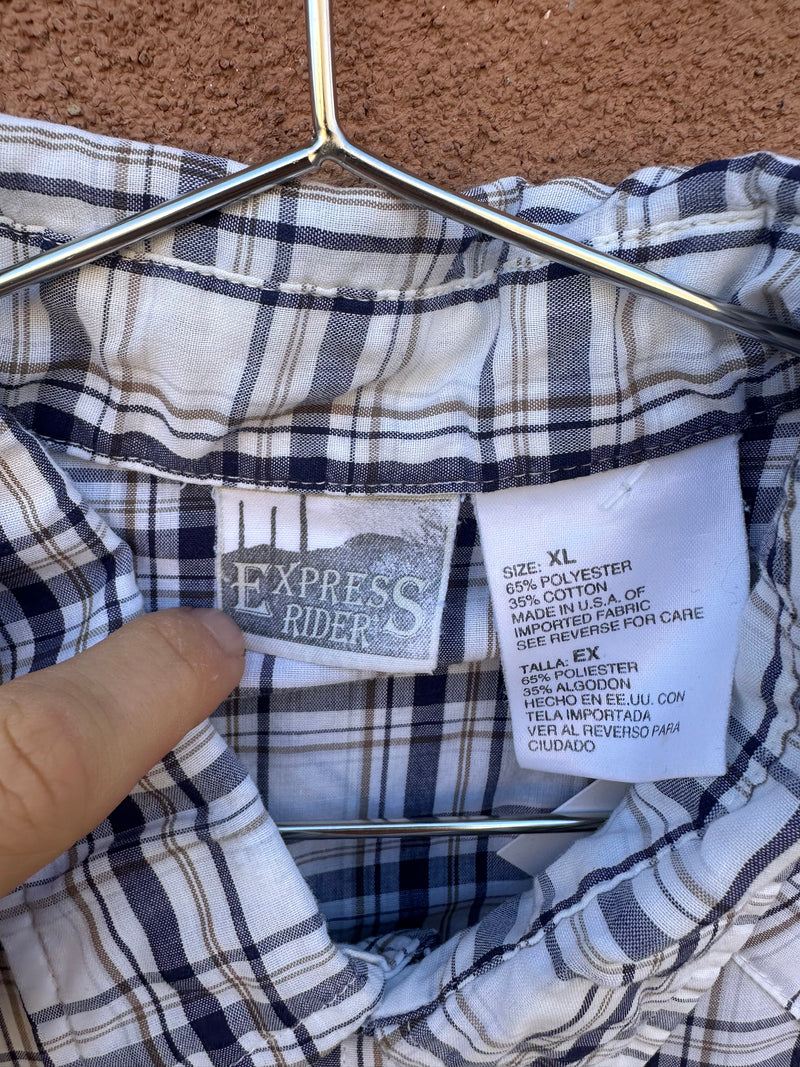 EXPRESS
RIDER
SIZE: XL
65% POLYESTER
35% COTTON
MADE IN U.S.A. OF
IMPORTED FABRIC
SEE REVERSE FOR CARE
TALLA: EX
65% POLIESTER
35% ALGODON
HECHO EN EE.UU. CON
TELA IMPORTADA
VER AL REVERSO PARA
CIUDADO